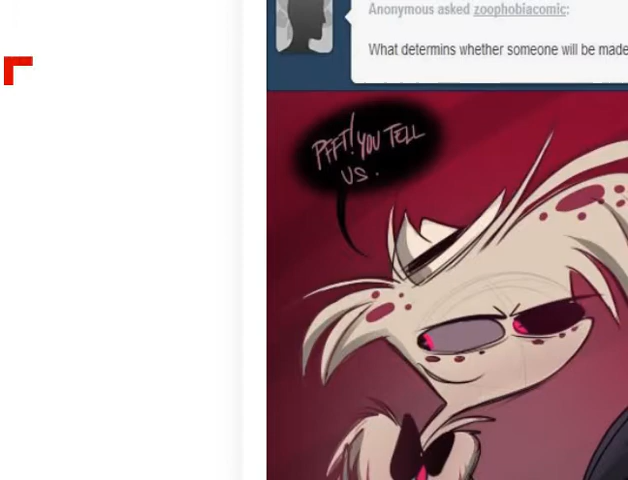 Anonymous asked zoophobiacomic:
What determins whether someone will be made
PFFT! YOU TELL
US.